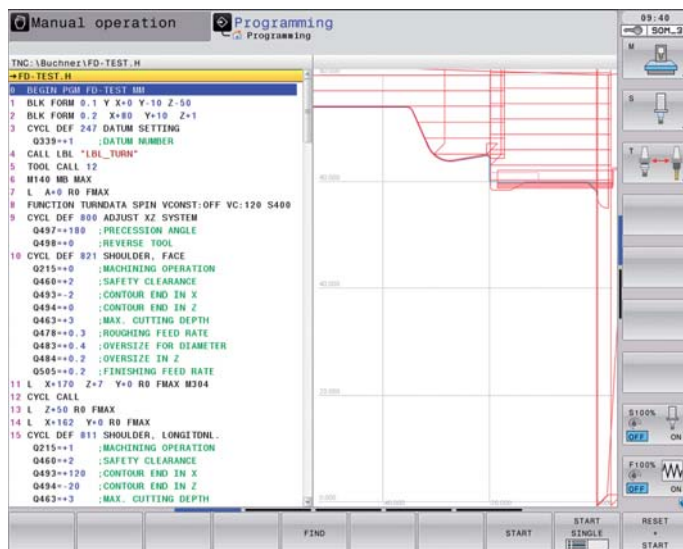 Manual operation
Programming
Programming
09:40
SOM_3
TNC:\Buchner\FD-TEST.H
→FD-TEST.H
0 BEGIN PGM FD-TEST MM
1 BLK FORM 0.1 Y X+0 Y-10 Z-50
2 BLK FORM 0.2 X+80 Y+10 Z+1
3 CYCL DEF 247 DATUM SETTING
Q339=+1 ;DATUM NUMBER
4 CALL LBL "LBL_TURN"
5 TOOL CALL 12
6 M140 MB MAX
7 L A+0 R0 FMAX
8 FUNCTION TURNDATA SPIN VCONST:OFF VC:120 S400
9 CYCL DEF 800 ADJUST XZ SYSTEM
Q497=+180 ;PRECESSION ANGLE
Q498=+0 ;REVERSE TOOL
10 CYCL DEF 821 SHOULDER, FACE
Q215=+0 ;MACHINING OPERATION
Q460=+2 ;SAFETY CLEARANCE
Q493=-2 ;CONTOUR END IN X
Q494=+0 ;CONTOUR END IN Z
Q463=+3 ;MAX. CUTTING DEPTH
Q478=+0.3 ;ROUGHING FEED RATE
Q483=+0.4 ;OVERSIZE FOR DIAMETER
Q484=+0.2 ;OVERSIZE IN Z
Q505=+0.2 ;FINISHING FEED RATE
11 L X+170 Z+7 Y+0 R0 FMAX M304
12 CYCL CALL
13 L Z+50 R0 FMAX
14 L X+162 Y+0 R0 FMAX
15 CYCL DEF 811 SHOULDER, LONGITDNL.
Q215=+1 ;MACHINING OPERATION
Q460=+2 ;SAFETY CLEARANCE
Q493=+120 ;CONTOUR END IN X
Q494=-20 ;CONTOUR END IN Z
Q463=+3 ;MAX. CUTTING DEPTH
60.000
40.000
20.000
0.000
M
S
T
S100%
OFF ON
F100%
OFF ON
FIND
START
START
SINGLE
RESET
+
START